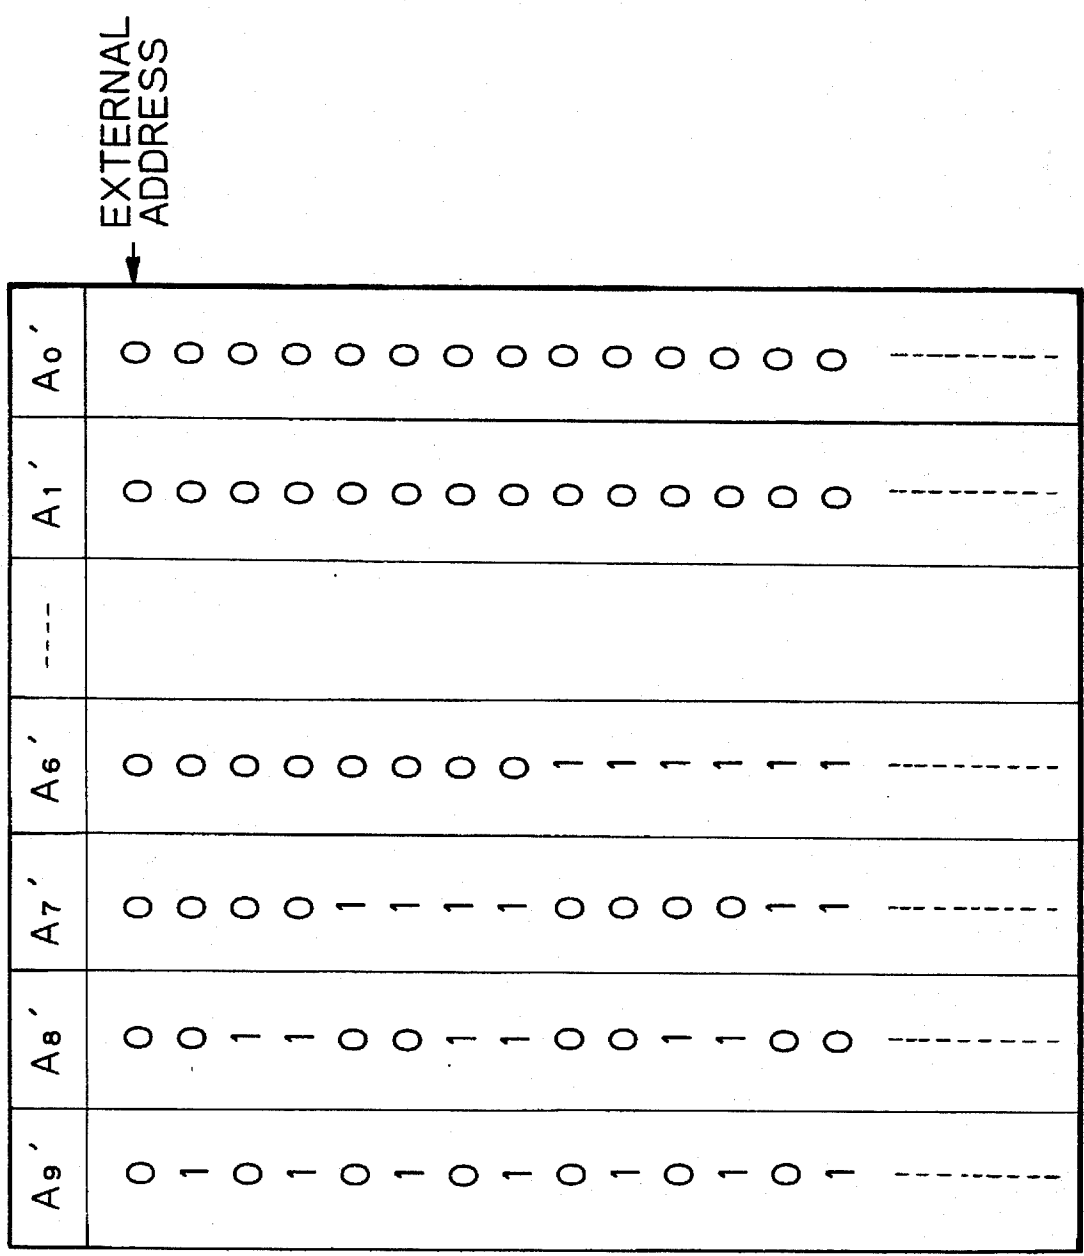 A9' A8' A7' A6' ---- A1' A0'
0 0 0 0 0 0 ← EXTERNAL
ADDRESS
1 0 0 0 0 0
0 1 0 0 0 0
1 1 0 0 0 0
0 0 1 0 0 0
1 0 1 0 0 0
0 1 1 0 0 0
1 1 1 0 0 0
0 0 0 1 0 0
1 0 0 1 0 0
0 1 0 1 0 0
1 1 0 1 0 0
0 0 1 1 0 0
1 0 1 1 0 0